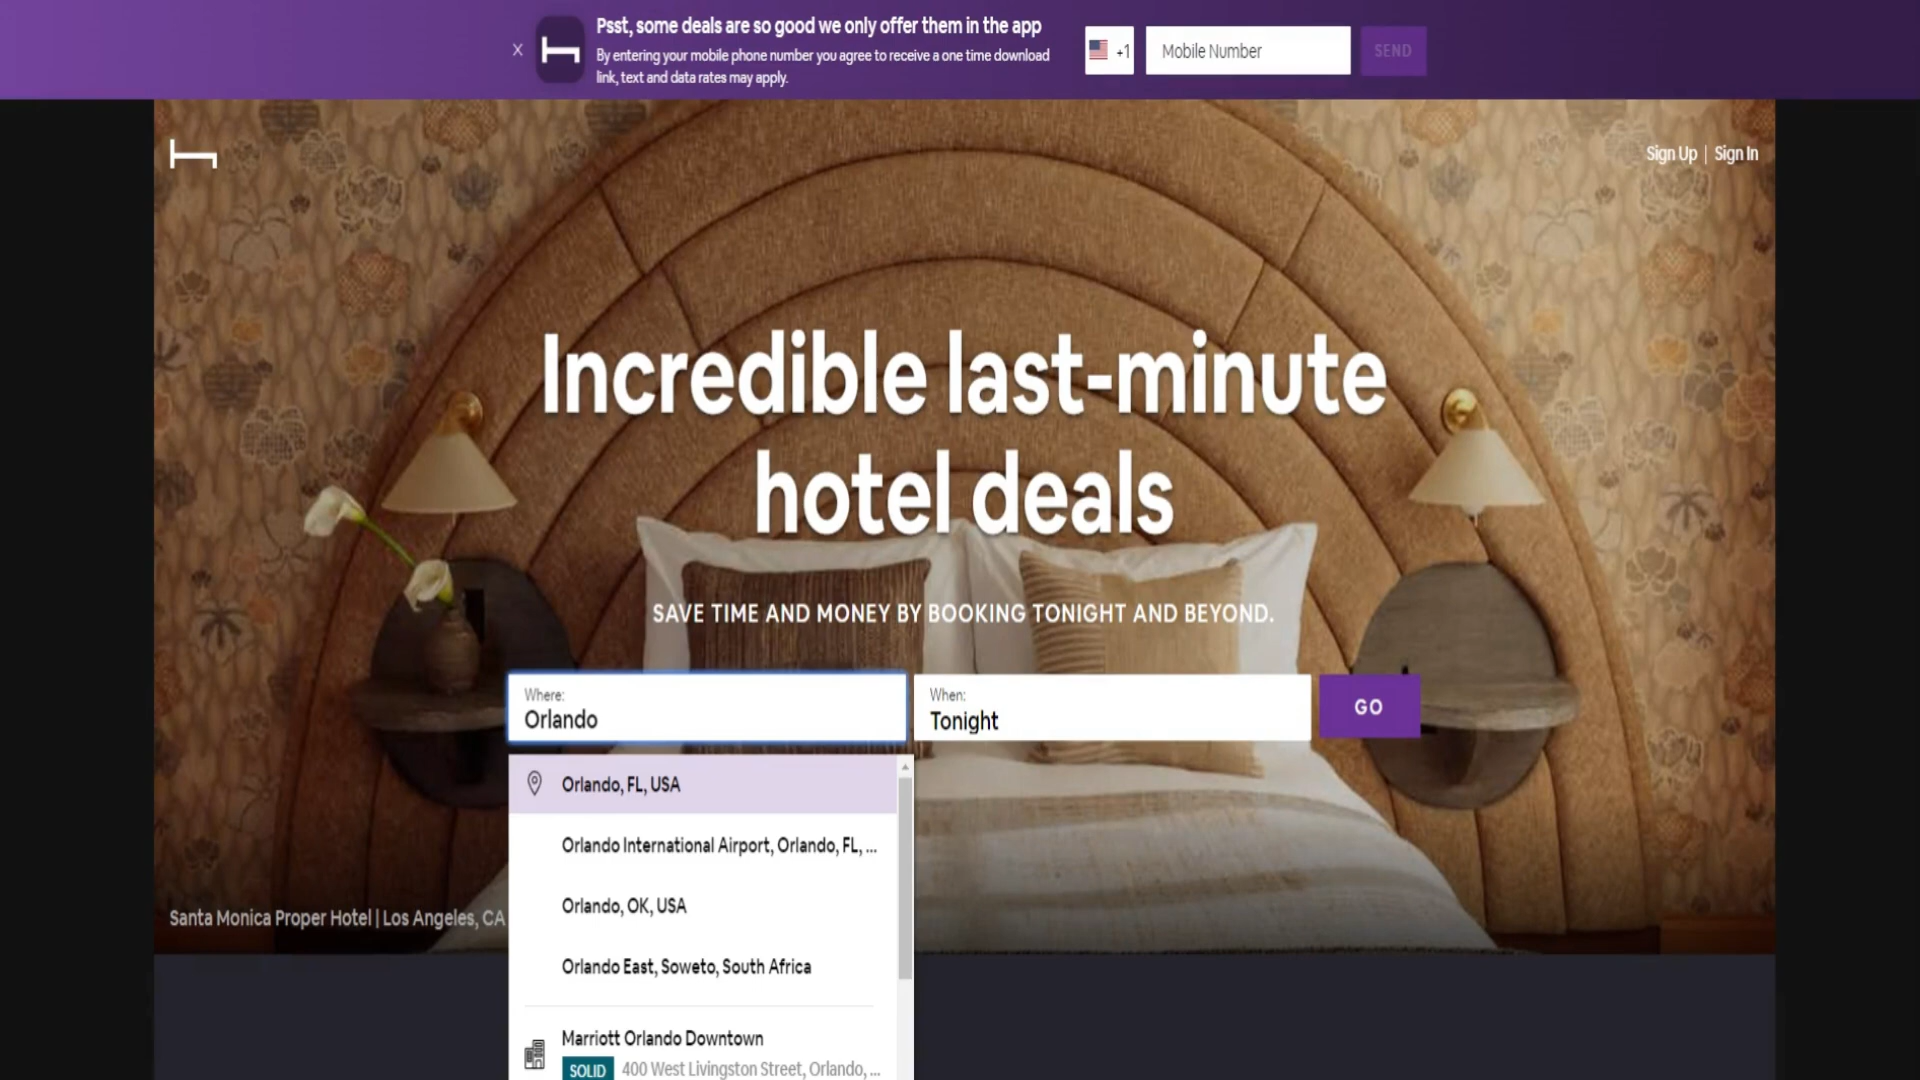 Psst, some deals are so good we only offer them in the app
X
By entering your mobile phone number you agree to receive a one time download
link, text and data rates may apply.
+1
Mobile Number
SEND
Sign Up | Sign In
Incredible last-minute
hotel deals
SAVE TIME AND MONEY BY BOOKING TONIGHT AND BEYOND.
Where:
Orlando
When:
Tonight
GO
Orlando, FL, USA
Orlando International Airport, Orlando, FL, ...
Orlando, OK, USA
Santa Monica Proper Hotel | Los Angeles, CA
Orlando East, Soweto, South Africa
Marriott Orlando Downtown
SOLID 400 West Livingston Street, Orlando, ...